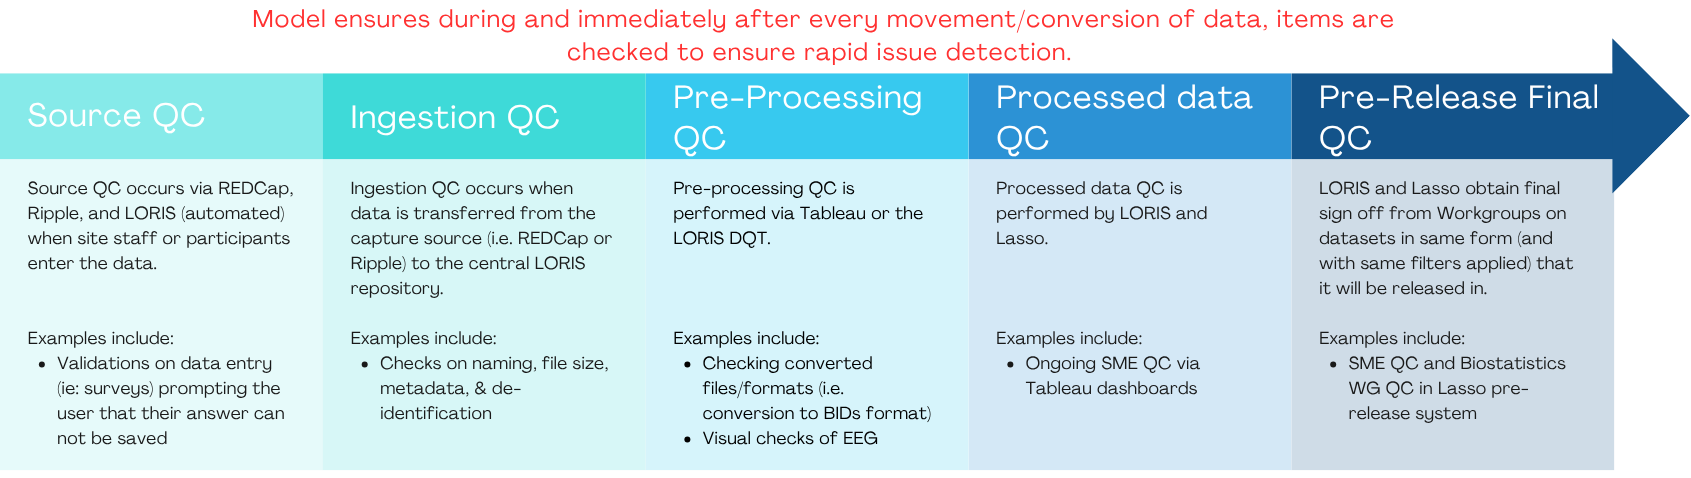 Model ensures during and immediately after every movement/conversion of data, items are
checked to ensure rapid issue detection.
Source QC
Source QC occurs via REDCap,
Ripple, and LORIS (automated)
when site staff or participants
enter the data.
Examples include:
• Validations on data entry
(ie: surveys) prompting the
user that their answer can
not be saved
Ingestion QC
Ingestion QC occurs when
data is transferred from the
capture source (i.e. REDCap or
Ripple) to the central LORIS
repository.
Examples include:
• Checks on naming, file size,
metadata, & de-
identification
Pre-Processing
QC
Pre-processing QC is
performed via Tableau or the
LORIS DQT.
Examples include:
• Checking converted
files/formats (i.e.
conversion to BIDs format)
• Visual checks of EEG
Processed data
QC
Processed data QC is
performed by LORIS and
Lasso.
Examples include:
• Ongoing SME QC via
Tableau dashboards
Pre-Release Final
QC
LORIS and Lasso obtain final
sign off from Workgroups on
datasets in same form (and
with same filters applied) that
it will be released in.
Examples include:
• SME QC and Biostatistics
WG QC in Lasso pre-
release system